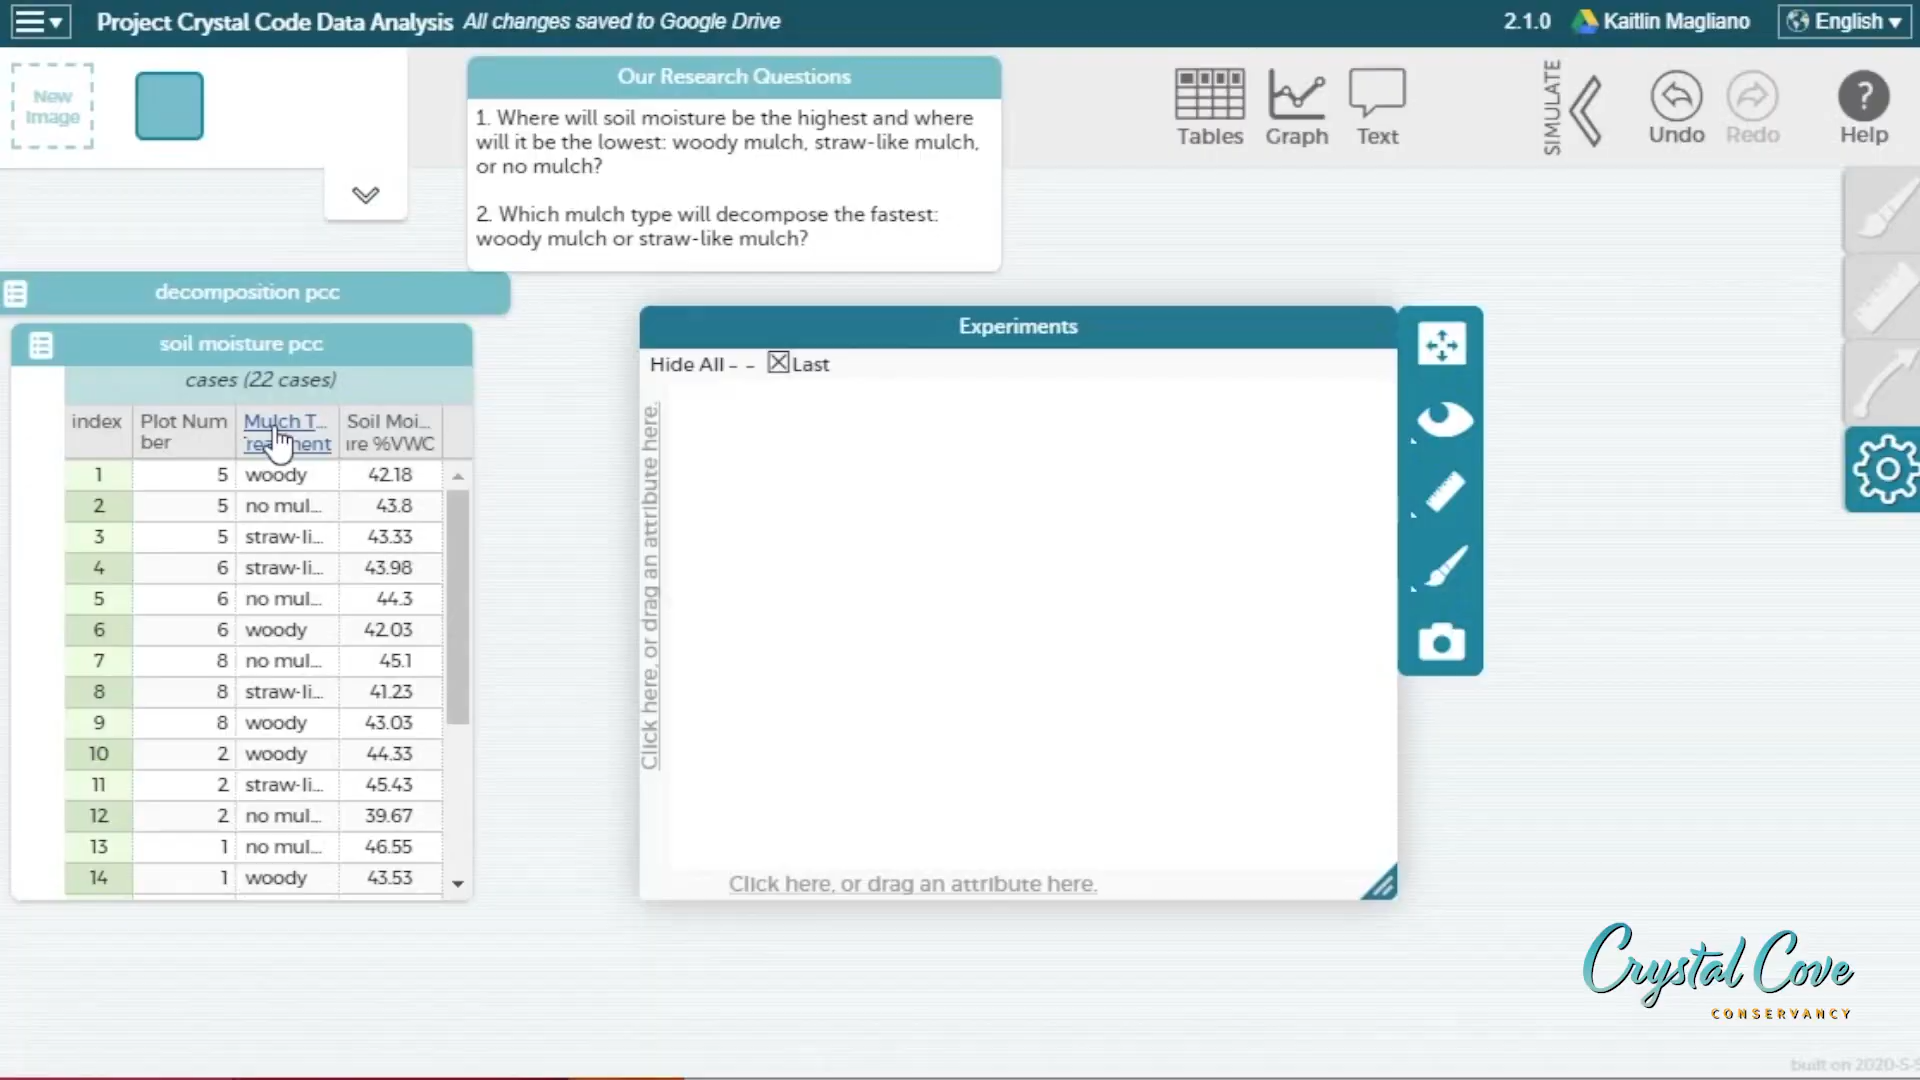 Project Crystal Code Data Analysis All changes saved to Google Drive
2.1.0 Kaitlin Magliano English
New
Image
Our Research Questions
1. Where will soil moisture be the highest and where
will it be the lowest: woody mulch, straw-like mulch,
or no mulch?
2. Which mulch type will decompose the fastest:
woody mulch or straw-like mulch?
Tables
Graph
Text
SIMULATE
Undo
Redo
?
Help
decomposition pcc
soil moisture pcc
cases (22 cases)
index Plot Num Mulch T... Soil Moi...
ber ire %VWC
1 5 woody 42.18
2 5 no mul... 43.8
3 5 straw-li... 43.33
4 6 straw-li... 43.98
5 6 no mul... 44.3
6 6 woody 42.03
7 8 no mul... 45.1
8 8 straw-li... 41.23
9 8 woody 43.03
10 2 woody 44.33
11 2 straw-li... 45.43
12 2 no mul... 39.67
13 1 no mul... 46.55
14 1 woody 43.53
Experiments
Hide All - - Last
Click here, or drag an attribute here.
Click here, or drag an attribute here.
Crystal Cove
CONSERVANCY
built on 2020-5-